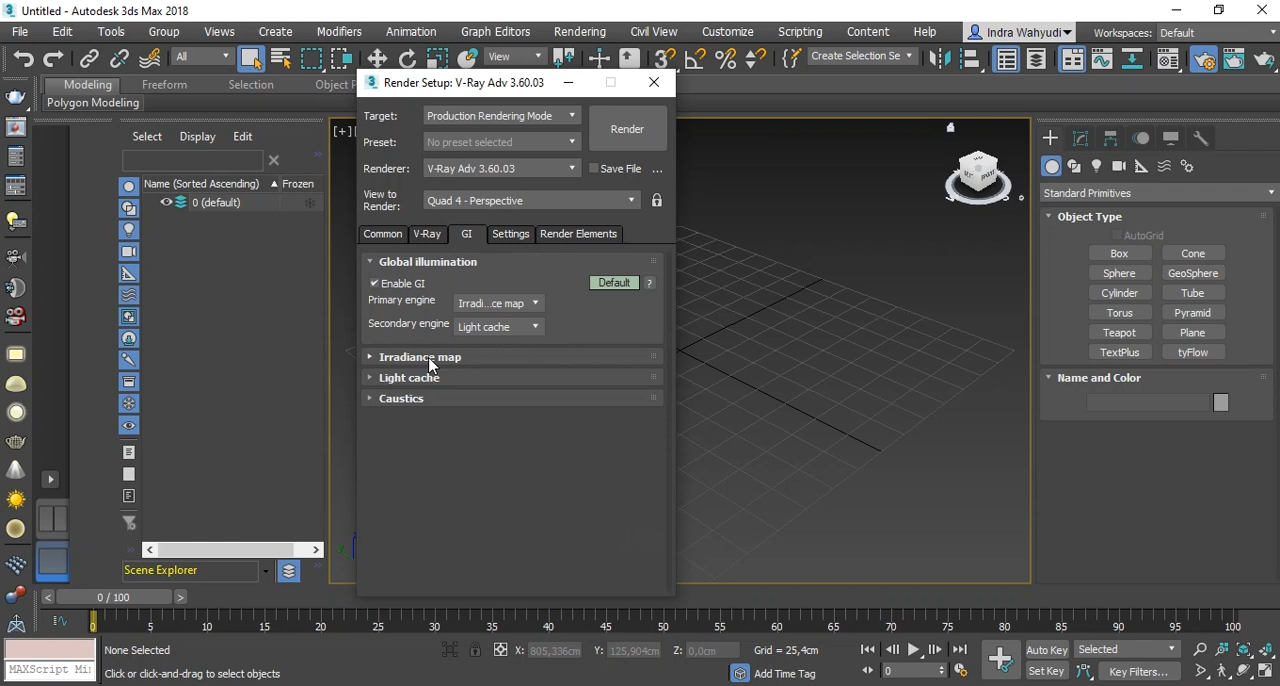 Untitled - Autodesk 3ds Max 2018
File Edit Tools Group Views Create Modifiers Animation Graph Editors Rendering Civil View Customize Scripting Content Help Indra Wahyudi Workspaces: Default
All View Create Selection Se
Modeling Freeform Selection Object
Polygon Modeling
Render Setup: V-Ray Adv 3.60.03
Target: Production Rendering Mode
Render
Preset: No preset selected
Renderer: V-Ray Adv 3.60.03 Save File ...
View to Render: Quad 4 - Perspective
Common V-Ray GI Settings Render Elements
Global illumination
Enable GI Default ?
Primary engine Irradi...ce map
Secondary engine Light cache
Irradiance map
Light cache
Caustics
Select Display Edit
Name (Sorted Ascending) Frozen
0 (default)
Scene Explorer
[+]
Standard Primitives
Object Type
AutoGrid
Box Cone
Sphere GeoSphere
Cylinder Tube
Torus Pyramid
Teapot Plane
TextPlus tyFlow
Name and Color
< 0 / 100 >
0 5 10 15 20 25 30 35 40 45 50 55 60 65 70 75 80 85 90 95 100
None Selected X: 805,336cm Y: 125,904cm Z: 0,0cm Grid = 25,4cm Auto Key Selected
MAXScript Mi: Click or click-and-drag to select objects Add Time Tag 0 Set Key Key Filters...